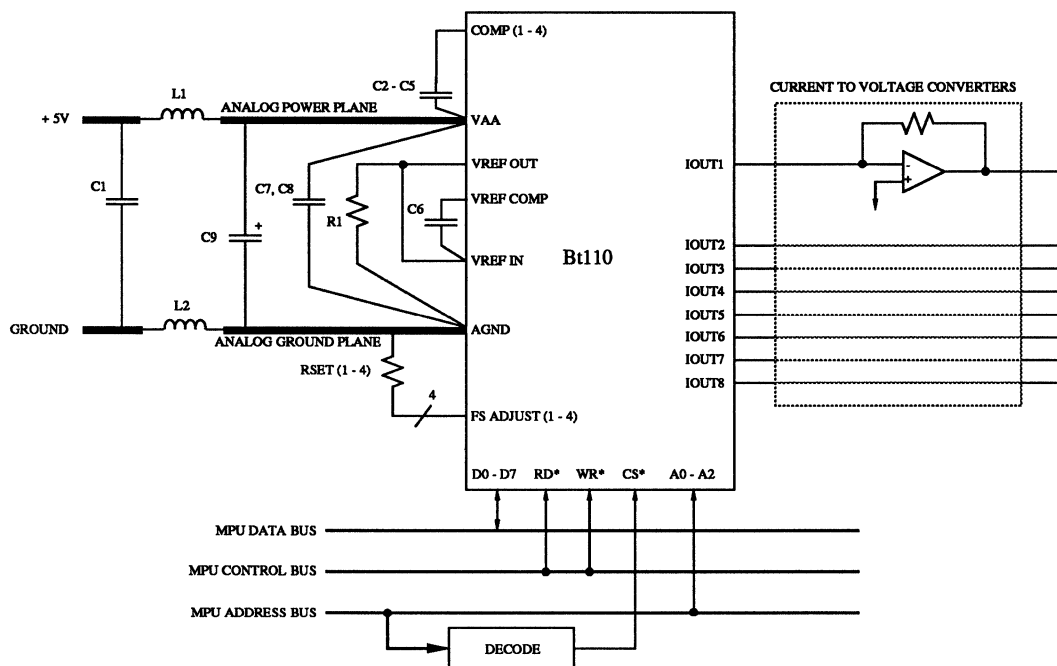 COMP (1 - 4)
C2 - C5
L1
ANALOG POWER PLANE
+ 5V
VAA
CURRENT TO VOLTAGE CONVERTERS
-
+
IOUT1
VREF OUT
C7, C8
C1
R1
C6
VREF COMP
C9
+
VREF IN
Bt110
IOUT2
IOUT3
IOUT4
IOUT5
IOUT6
IOUT7
IOUT8
L2
GROUND
AGND
ANALOG GROUND PLANE
RSET (1 - 4)
4
FS ADJUST (1 - 4)
D0 - D7 RD* WR* CS* A0 - A2
MPU DATA BUS
MPU CONTROL BUS
MPU ADDRESS BUS
DECODE